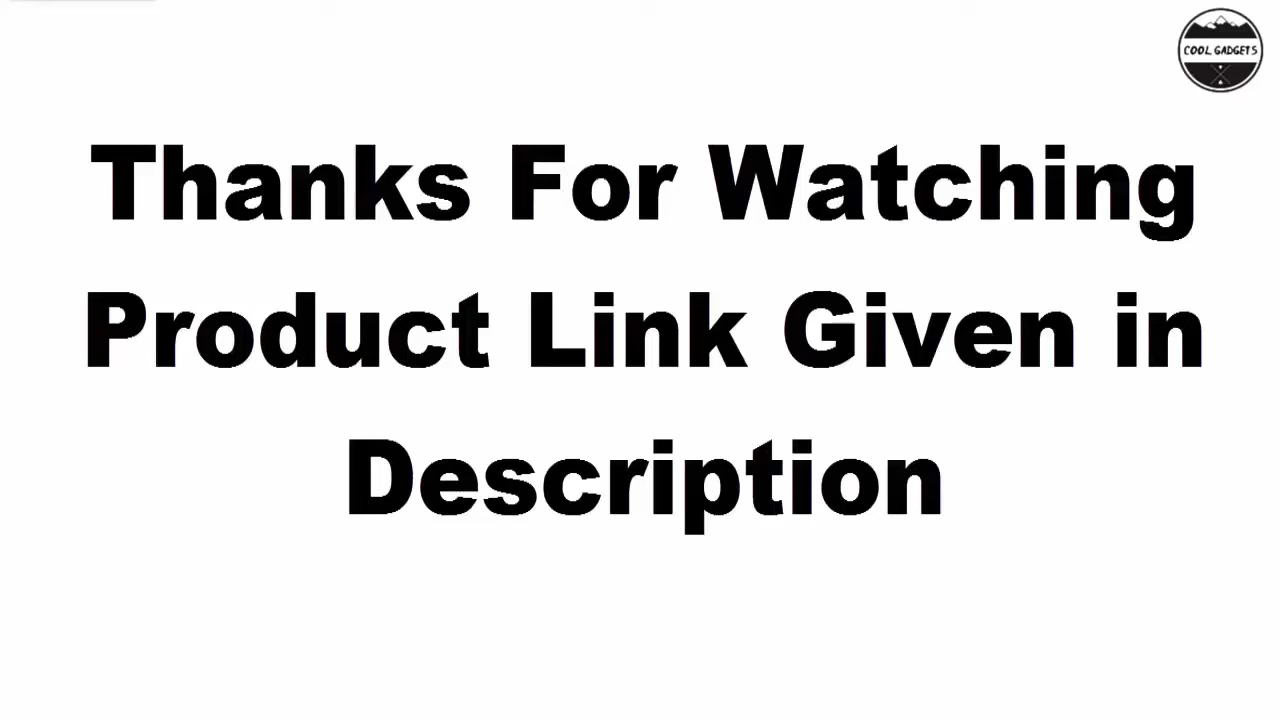 COOL GADGETS
Thanks For Watching
Product Link Given in
Description